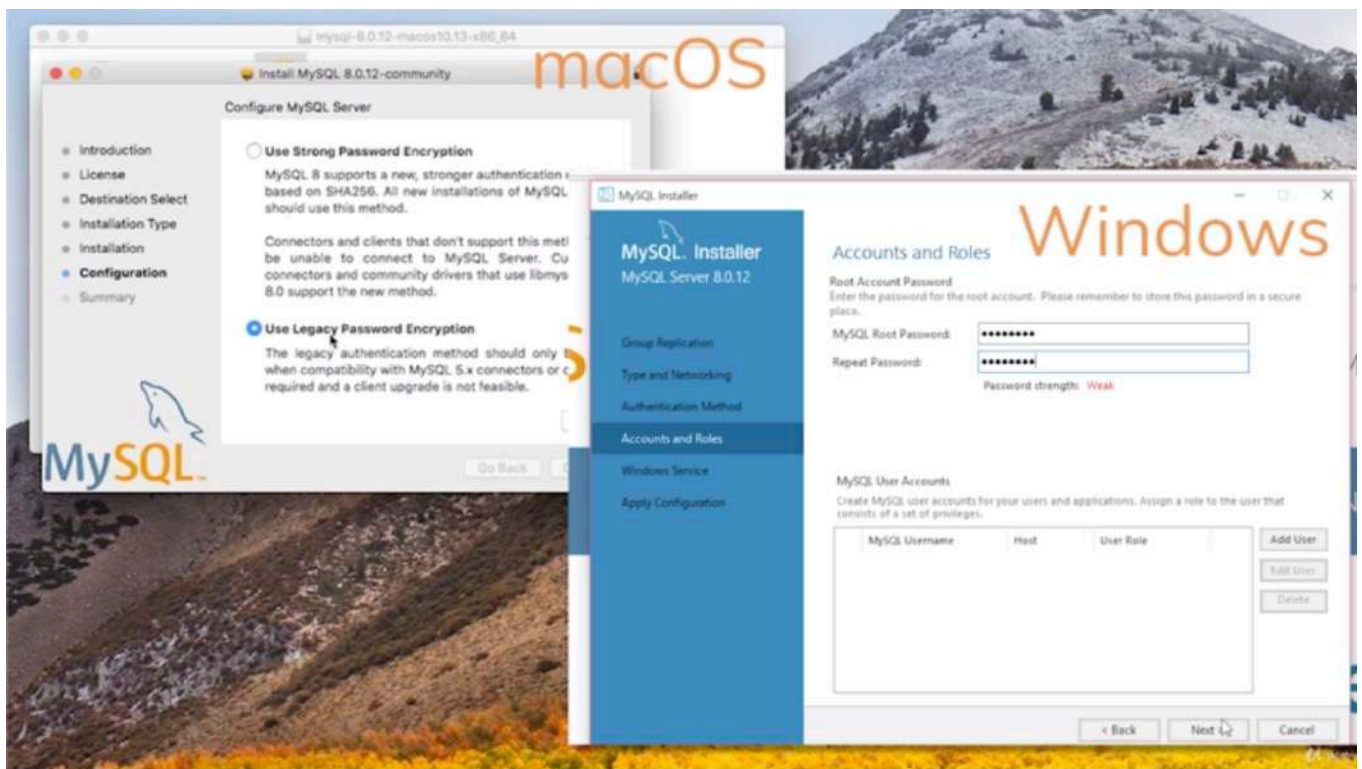 mysql-8.0.12-macos10.13-x86_64
macOS
Install MySQL 8.0.12-community
Configure MySQL Server
Introduction
License
Destination Select
Installation Type
Installation
Configuration
Summary
Use Strong Password Encryption
MySQL 8 supports a new, stronger authentication
based on SHA256. All new installations of MySQL
should use this method.
Connectors and clients that don't support this
be unable to connect to MySQL Server.
connectors and community drivers that use
8.0 support the new method.
Use Legacy Password Encryption
The legacy authentication method should only
when compatibility with MySQL 5.x connectors or
required and a client upgrade is not feasible.
Go Back
MySQL
MySQL Installer
Windows
MySQL. Installer
MySQL Server 8.0.12
Group Replication
Type and Networking
Authentication Method
Accounts and Roles
Windows Service
Apply Configuration
Accounts and Roles
Root Account Password
Enter the password for the root account. Please remember to store this password in a secure
place.
MySQL Root Password:
Repeat Password:
Password strength: Weak
MySQL User Accounts
Create MySQL user accounts for your users and applications. Assign a role to the user that
consists of a set of privileges.
MySQL Username Host User Role
Add User
Edit User
Delete
< Back Next > Cancel